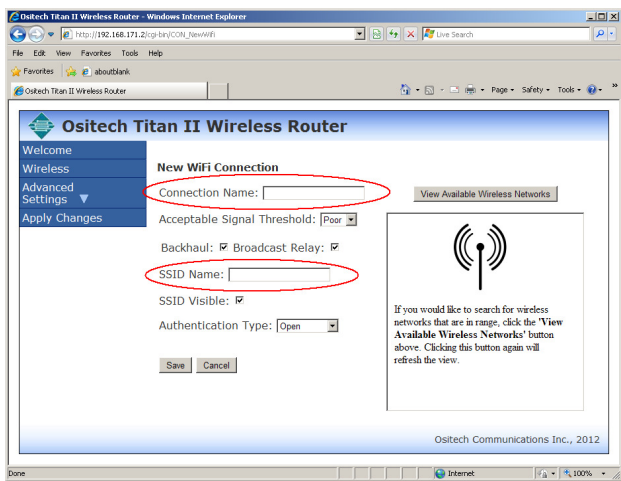 Ositech Titan II Wireless Router - Windows Internet Explorer
http://192.168.171.2/cgi-bin/CON_NewWifi
Live Search
File Edit View Favorites Tools Help
Favorites aboutblank
Ositech Titan II Wireless Router
Page Safety Tools
Ositech Titan II Wireless Router
Welcome
Wireless
Advanced
Settings ▼
Apply Changes
New WiFi Connection
Connection Name:
View Available Wireless Networks
Acceptable Signal Threshold: Poor
Backhaul: Broadcast Relay:
SSID Name:
SSID Visible:
Authentication Type: Open
Save Cancel
If you would like to search for wireless
networks that are in range, click the 'View
Available Wireless Networks' button
above. Clicking this button again will
refresh the view.
Ositech Communications Inc., 2012
Done
Internet
100%